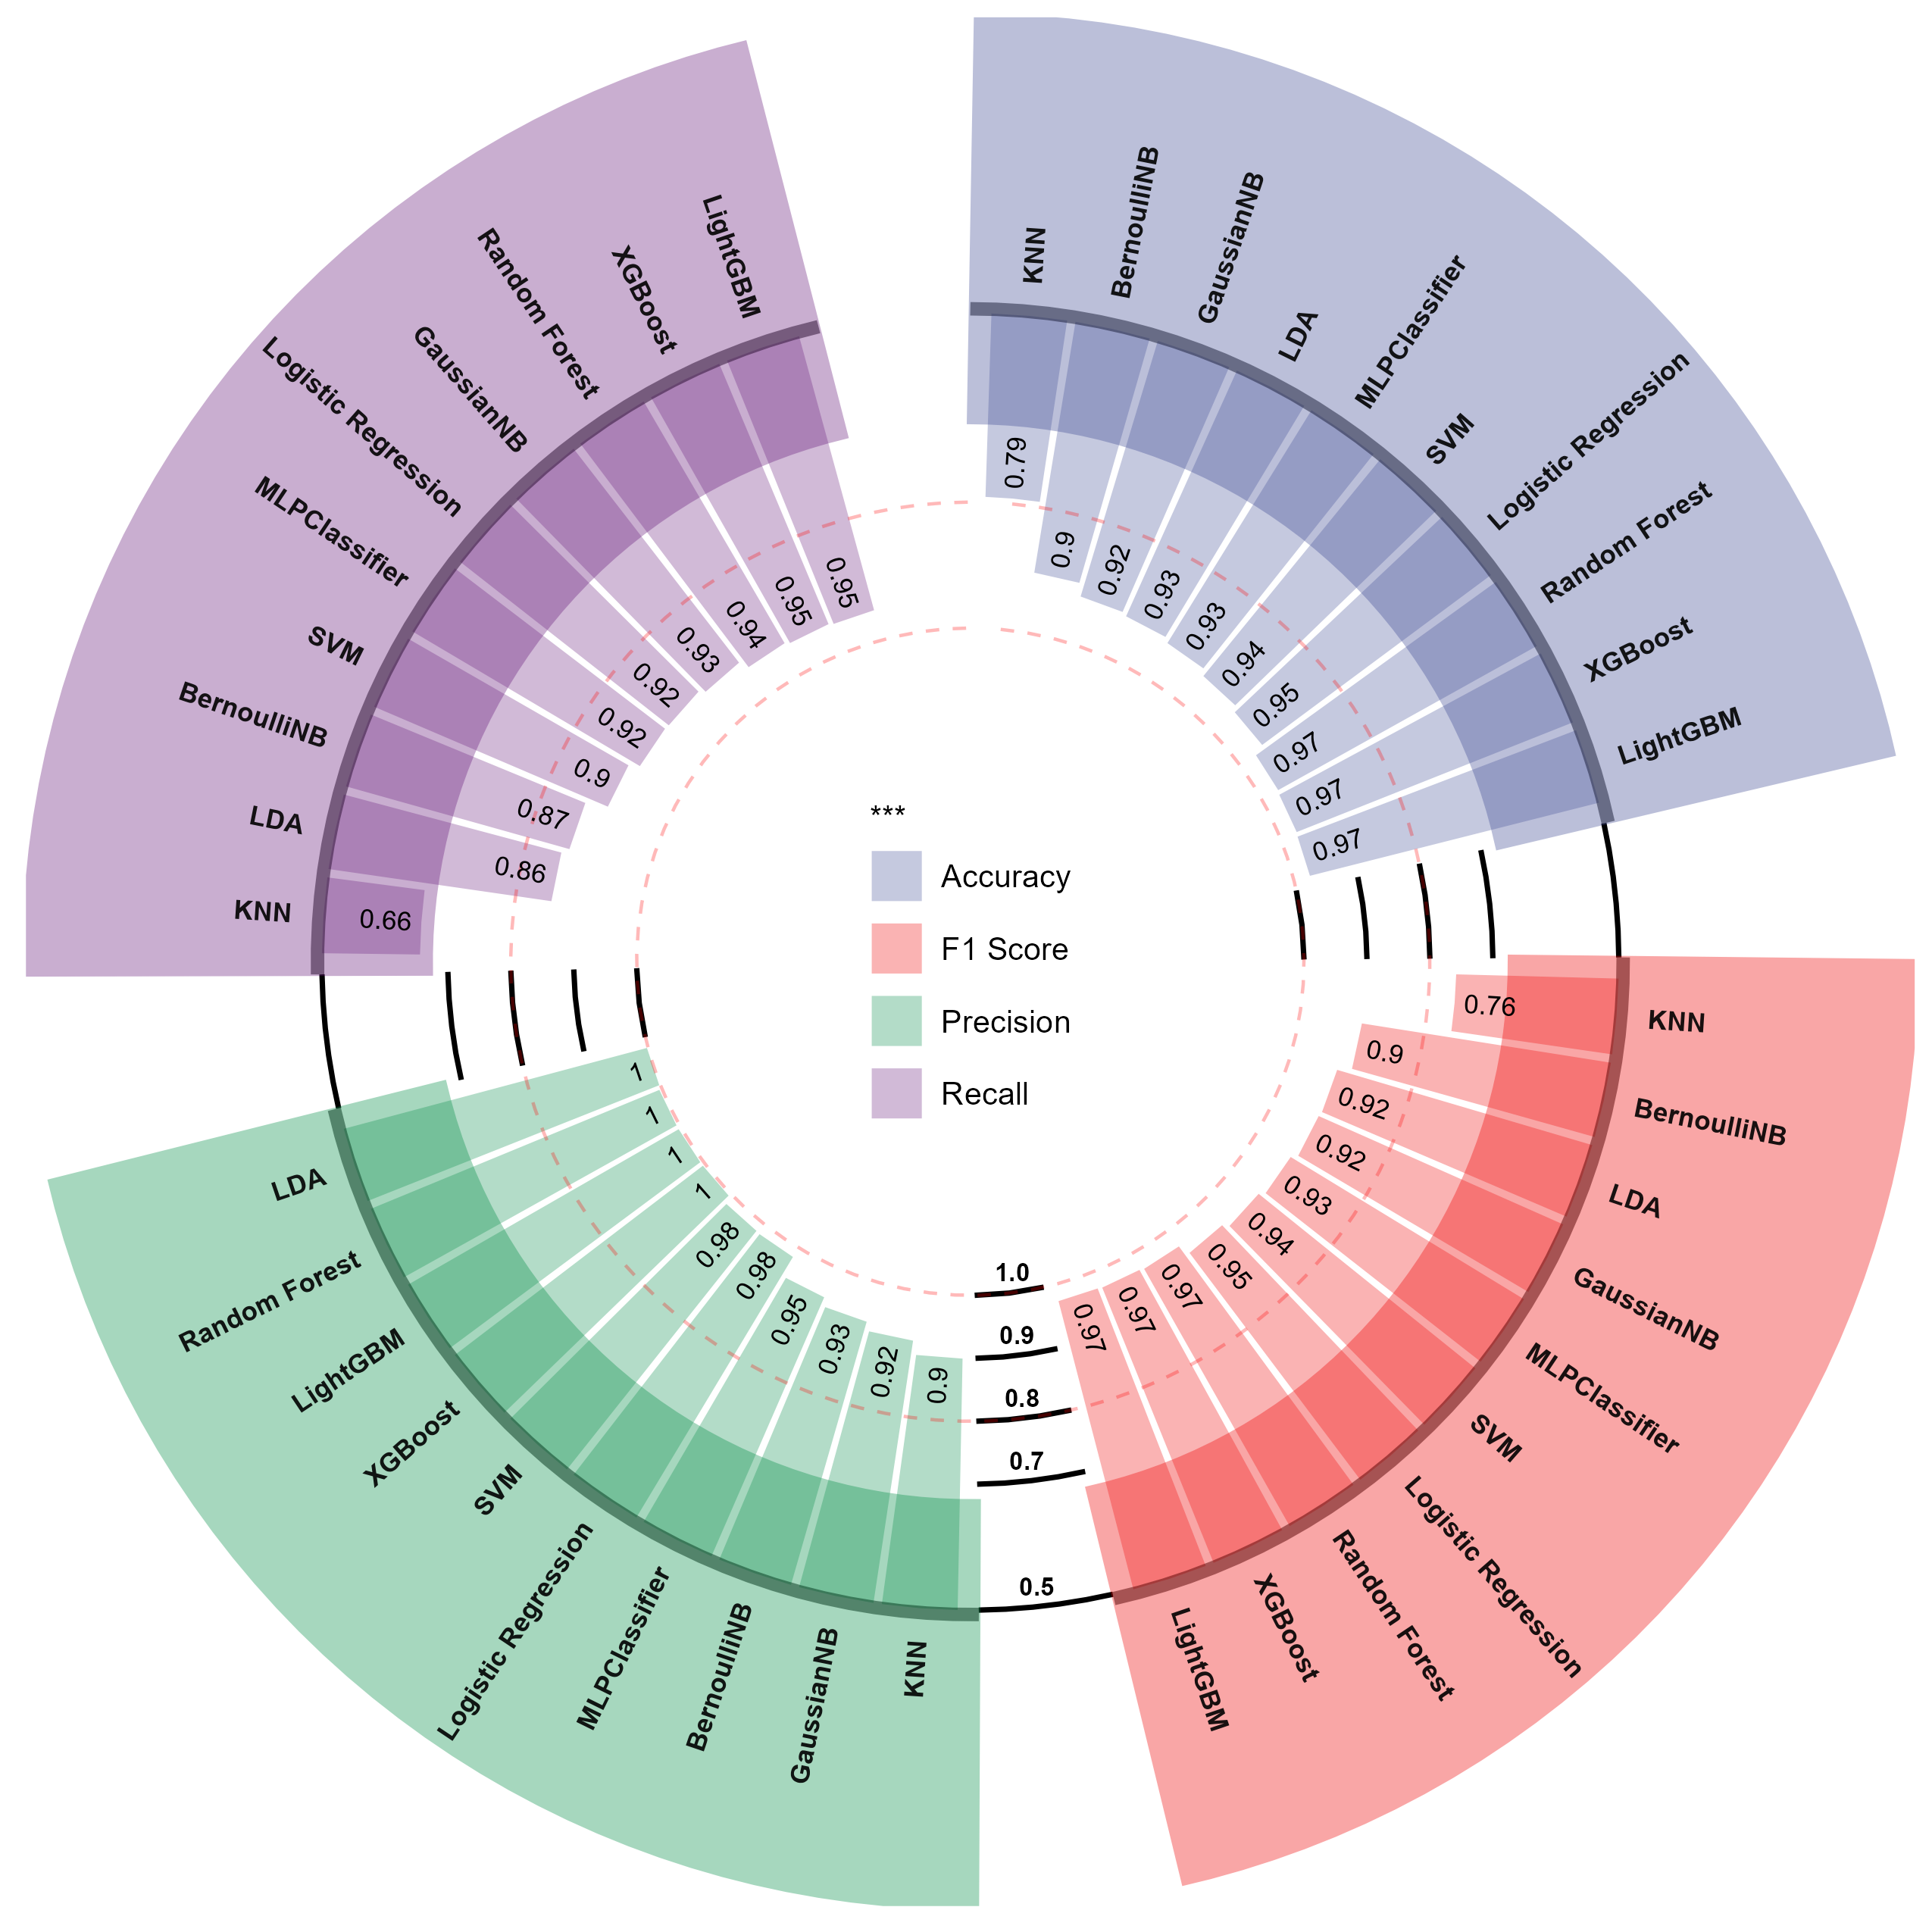 KNN
BernoulliNB
GaussianNB
LDA
MLPClassifier
SVM
Logistic Regression
Random Forest
XGBoost
LightGBM
0.79
0.9
0.92
0.93
0.93
0.94
0.95
0.97
0.97
0.97
KNN
BernoulliNB
LDA
GaussianNB
MLPClassifier
SVM
Logistic Regression
Random Forest
XGBoost
LightGBM
0.76
0.9
0.92
0.92
0.93
0.94
0.95
0.97
0.97
0.97
KNN
GaussianNB
BernoulliNB
MLPClassifier
Logistic Regression
SVM
XGBoost
LightGBM
Random Forest
LDA
0.9
0.92
0.93
0.95
0.98
0.98
1
1
1
1
KNN
LDA
BernoulliNB
SVM
MLPClassifier
Logistic Regression
GaussianNB
Random Forest
XGBoost
LightGBM
0.66
0.86
0.87
0.9
0.92
0.92
0.93
0.94
0.95
0.95
***
Accuracy
F1 Score
Precision
Recall
1.0
0.9
0.8
0.7
0.5